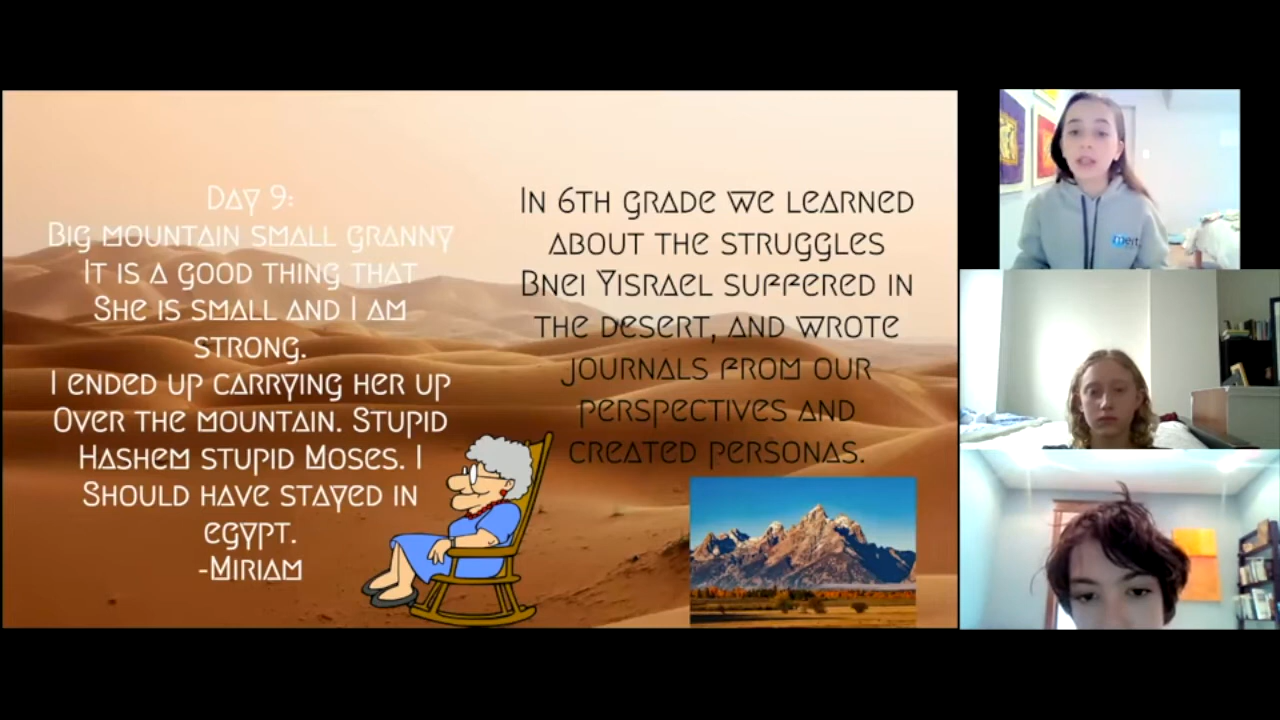 Day 9:
Big mountain small granny
It is a good thing that
She is small and I am
strong.
I ended up carrying her up
Over the mountain. Stupid
Hashem stupid Moses. I
Should have stayed in
egypt.
-Miriam
In 6th grade we learned
about the struggles
Bnei Yisrael suffered in
the desert, and wrote
journals from our
perspectives and
created personas.